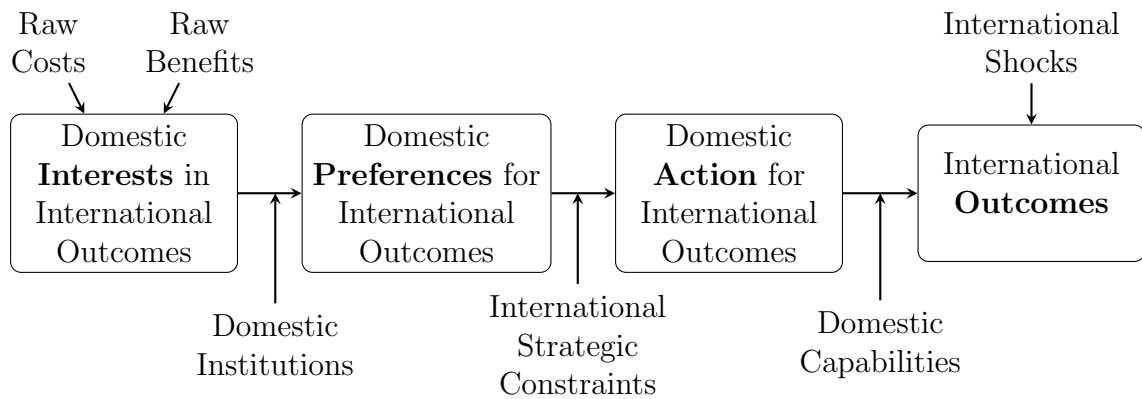 Raw
Costs
Raw
Benefits
International
Shocks
Domestic
Interests in
International
Outcomes
Domestic
Preferences for
International
Outcomes
Domestic
Action for
International
Outcomes
International
Outcomes
Domestic
Institutions
International
Strategic
Constraints
Domestic
Capabilities